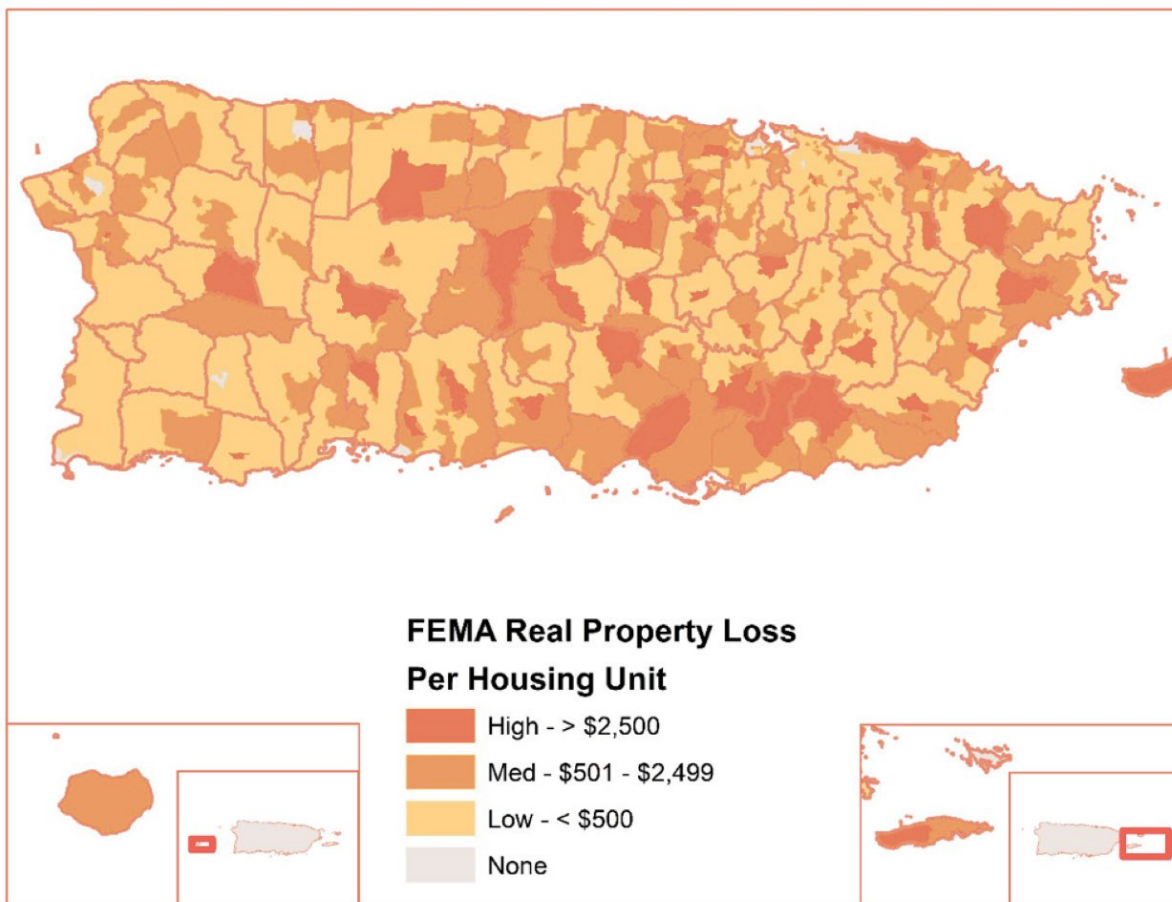 FEMA Real Property Loss
Per Housing Unit
High - > $2,500
Med - $501 - $2,499
Low - < $500
None